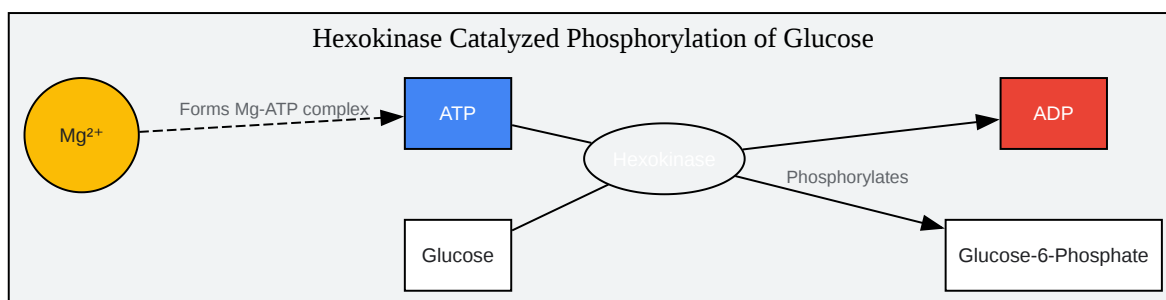 Hexokinase Catalyzed Phosphorylation of Glucose
Mg²⁺
Forms Mg-ATP complex
ATP
Hexokinase
ADP
Phosphorylates
Glucose
Glucose-6-Phosphate